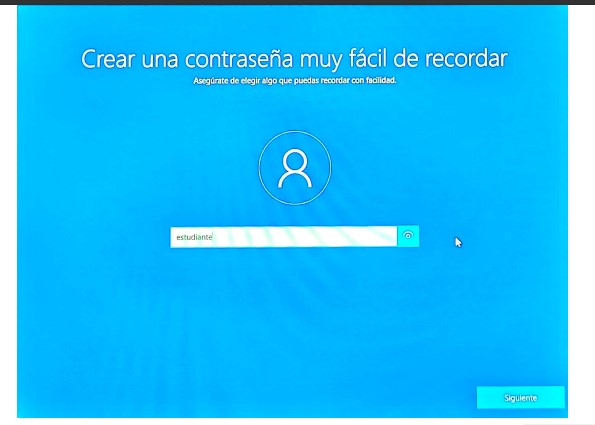 Crear una contraseña muy fácil de recordar
Asegúrate de elegir algo que puedas recordar con facilidad.
estudiante
Siguiente